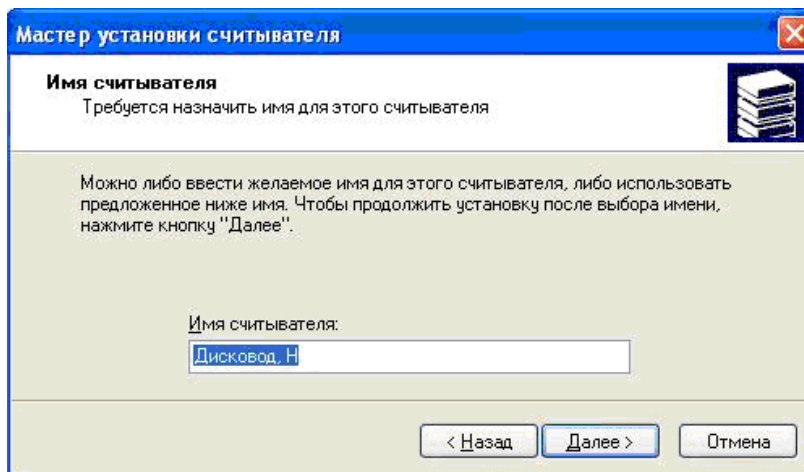 Мастер установки считывателя
Имя считывателя
Требуется назначить имя для этого считывателя
Можно либо ввести желаемое имя для этого считывателя, либо использовать
предложенное ниже имя. Чтобы продолжить установку после выбора имени,
нажмите кнопку "Далее".
Имя считывателя:
Дисковод, H
< Назад Далее > Отмена